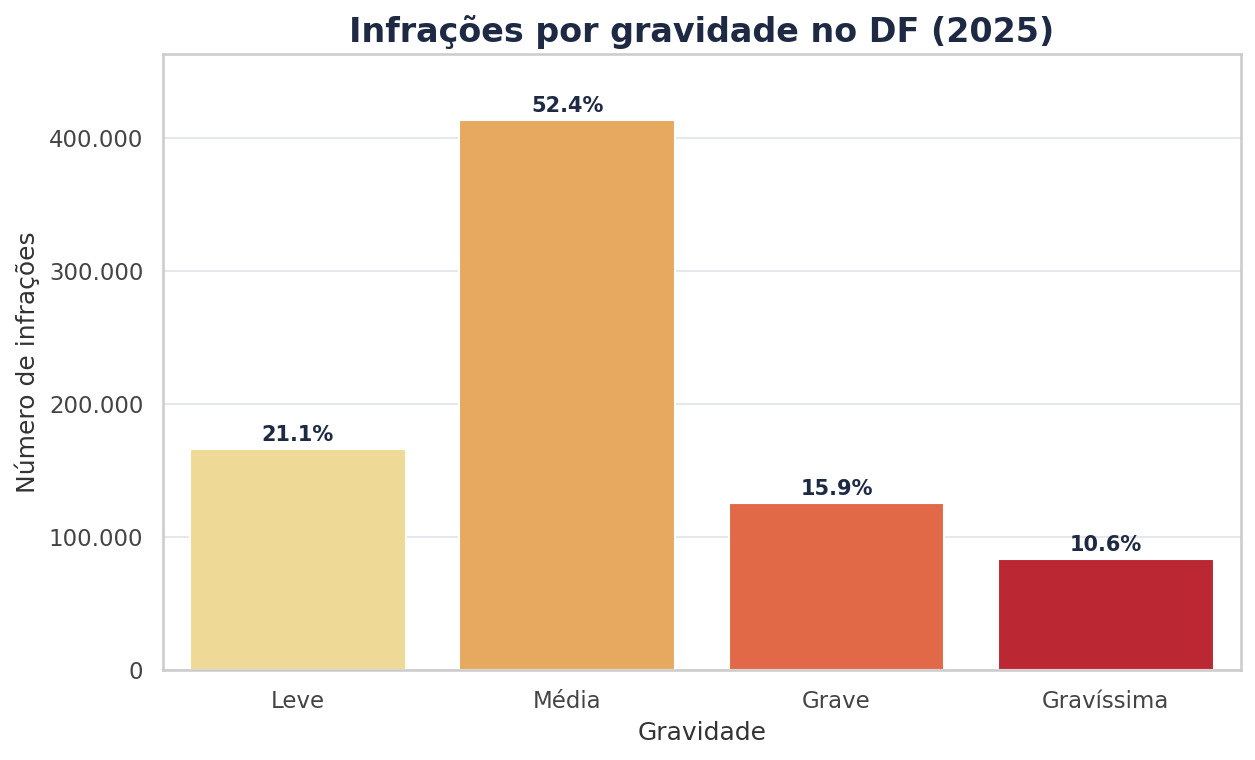 Infrações por gravidade no DF (2025)
Número de infrações
400.000
300.000
200.000
100.000
0
21.1%
52.4%
15.9%
10.6%
Leve
Média
Grave
Gravíssima
Gravidade